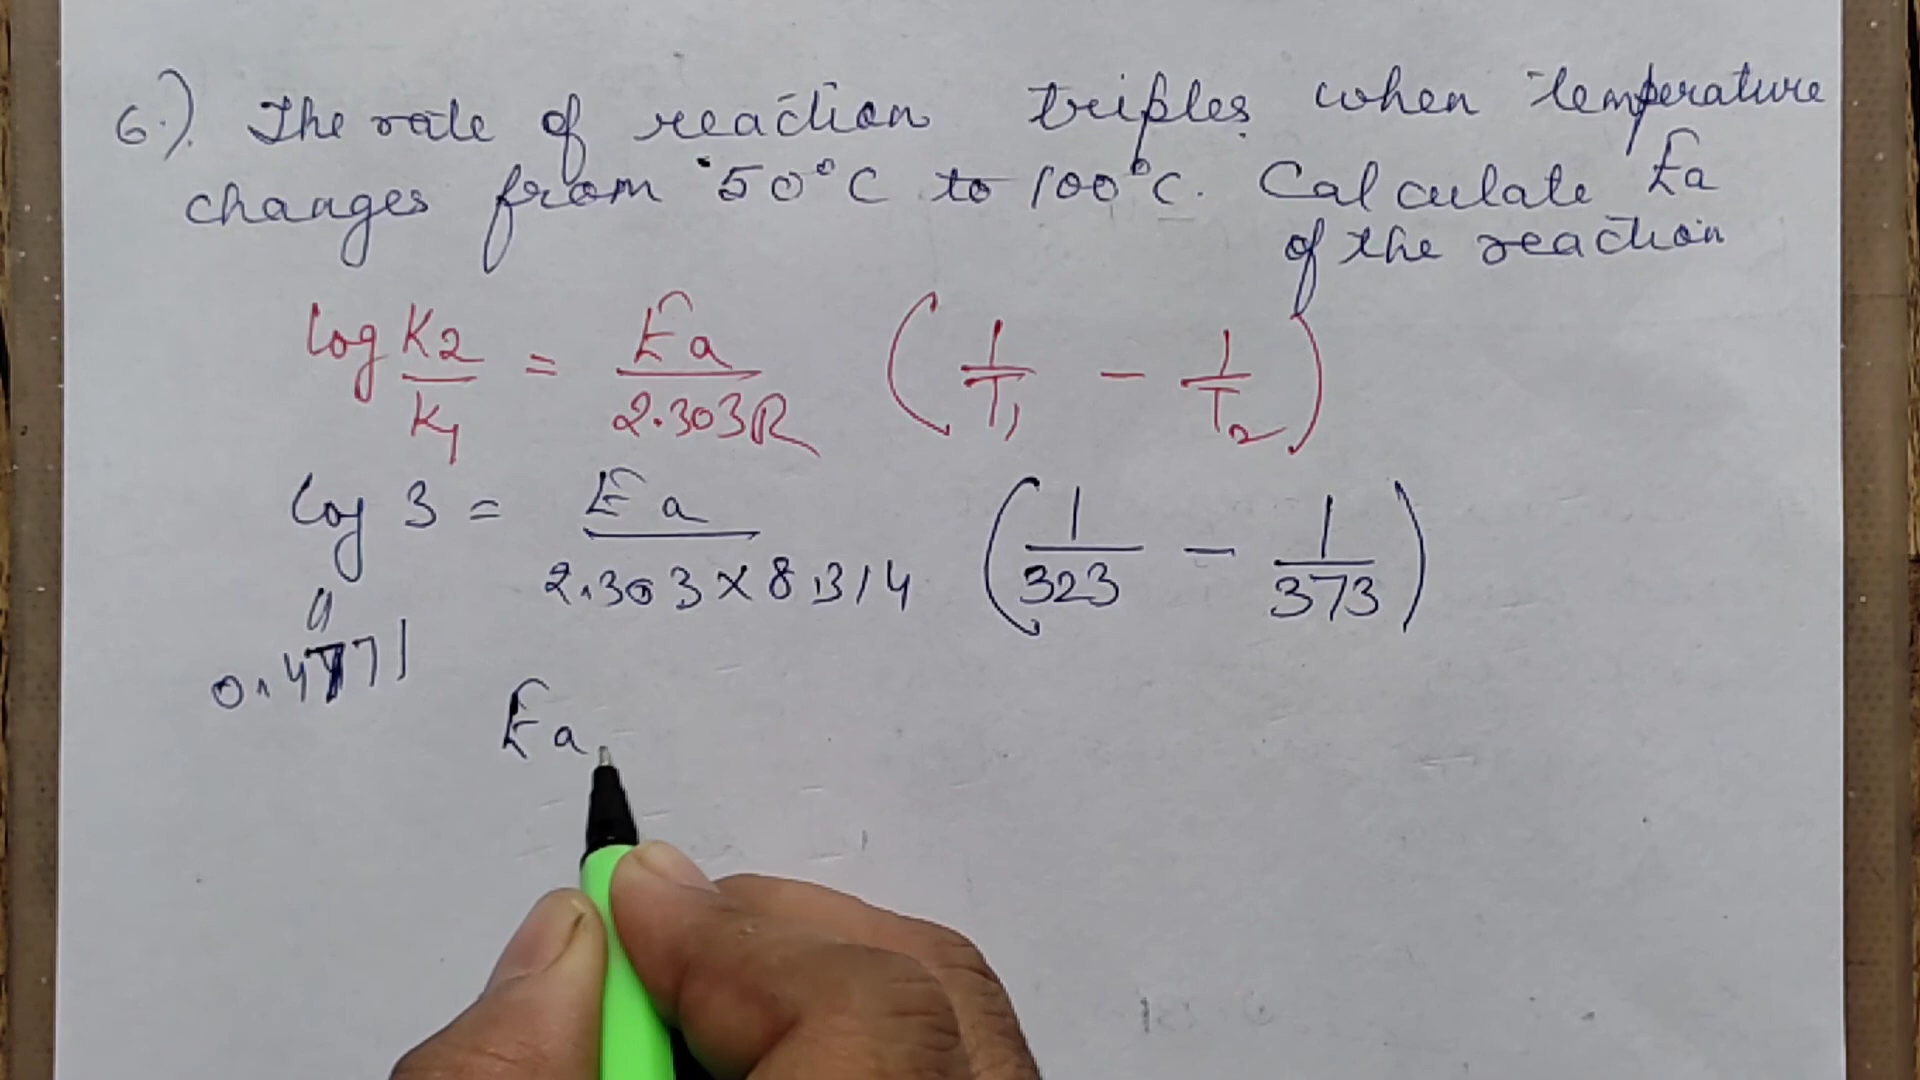 6.). The rate of reaction triples when temperature
changes from 50°C to 100°C. Calculate Ea
of the reaction
log K2/K1 = Ea/2.303R (1/T1 - 1/T2)
log 3 = Ea/2.303×8.314 (1/323 - 1/373)
0.4771
Ea